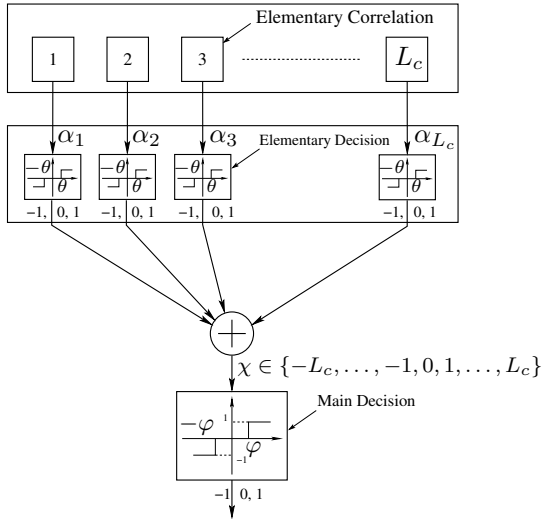 Elementary Correlation
1 2 3 L_c
α_1 α_2 α_3 α_{L_c}
Elementary Decision
−θ −θ −θ −θ
θ θ θ θ
−1, 0, 1 −1, 0, 1 −1, 0, 1 −1, 0, 1
+
χ ∈ {−L_c, . . . , −1, 0, 1, . . . , L_c}
Main Decision
−φ 1
φ
−1
−1 0, 1